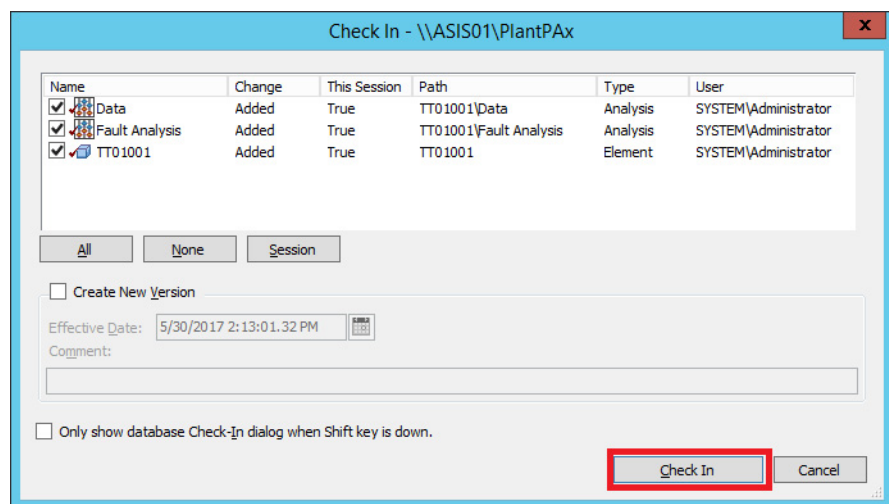 Check In - \\ASIS01\PlantPAx
x
Name Change This Session Path Type User
Data Added True TT01001\Data Analysis SYSTEM\Administrator
Fault Analysis Added True TT01001\Fault Analysis Analysis SYSTEM\Administrator
TT01001 Added True TT01001 Element SYSTEM\Administrator
All None Session
Create New Version
Effective Date: 5/30/2017 2:13:01.32 PM
Comment:
Only show database Check-In dialog when Shift key is down.
Check In Cancel